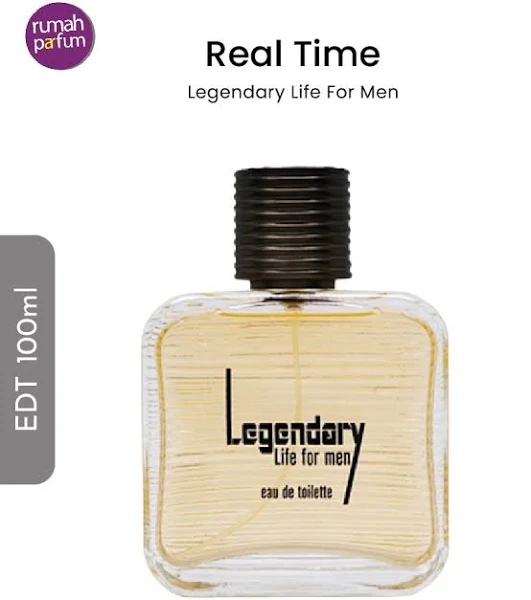 rumah
parfum
Real Time
Legendary Life For Men
EDT 100ml
Legendary
Life for men
eau de toilette